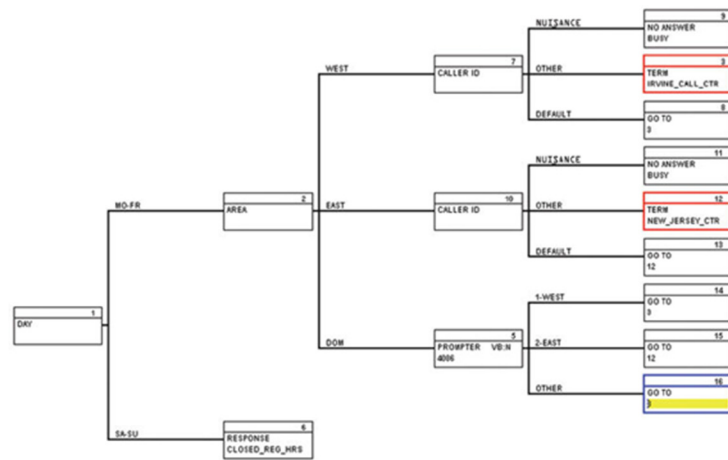 NUISANCE
9
NO ANSWER
BUSY
WEST
7
CALLER ID
OTHER
3
TERM
IRVINE_CALL_CTR
DEFAULT
8
GO TO
3
NUISANCE
11
NO ANSWER
BUSY
MO-FR
2
AREA
EAST
10
CALLER ID
OTHER
12
TERM
NEW_JERSEY_CTR
DEFAULT
13
GO TO
12
1
DAY
1-WEST
14
GO TO
3
DOM
5
PROMPTER VB:N
4006
2-EAST
15
GO TO
12
OTHER
16
GO TO
3
SA-SU
6
RESPONSE
CLOSED_REG_HRS